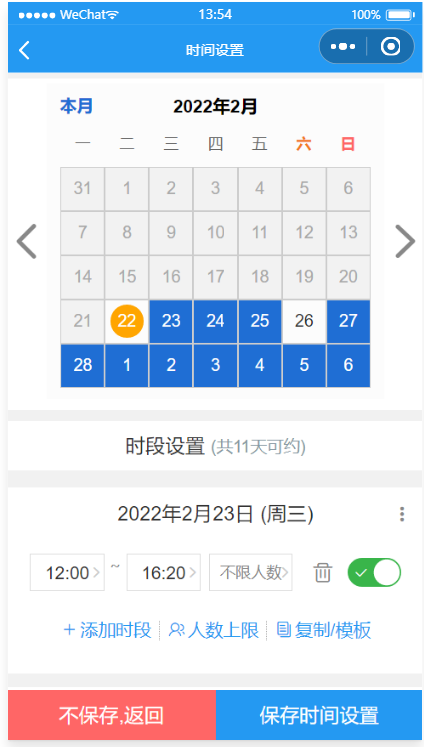 WeChat 13:54 100%
时间设置
本月 2022年2月
一 二 三 四 五 六 日
31 1 2 3 4 5 6
7 8 9 10 11 12 13
14 15 16 17 18 19 20
21 22 23 24 25 26 27
28 1 2 3 4 5 6
时段设置 (共11天可约)
2022年2月23日 (周三)
12:00 ~ 16:20 不限人数
+ 添加时段 人数上限 复制/模板
不保存,返回 保存时间设置